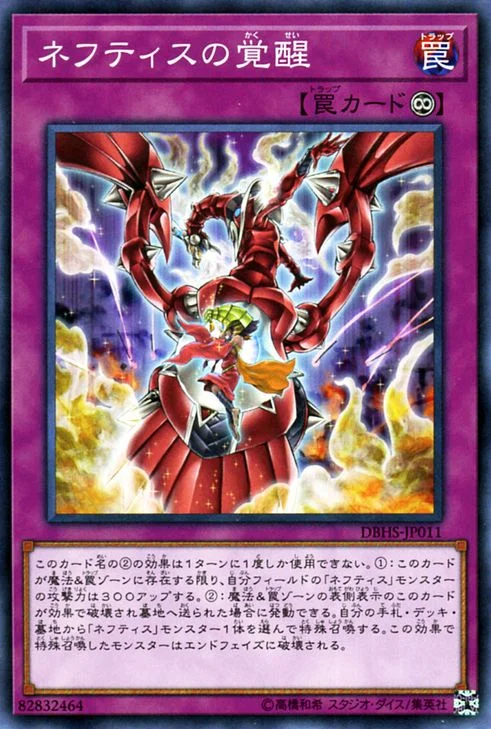 ネフティスの覚醒
罠
【罠カード】
DBHS-JP011
このカード名の②の効果は1ターンに1度しか使用できない。①:このカード
が魔法&罠ゾーンに存在する限り、自分フィールドの「ネフティス」モンスター
の攻撃力は300アップする。②:魔法&罠ゾーンの表側表示のこのカード
が効果で破壊され墓地へ送られた場合に発動できる。自分の手札・デッキ・
墓地から「ネフティス」モンスター1体を選んで特殊召喚する。この効果で
特殊召喚したモンスターはエンドフェイズに破壊される。
82832464
©高橋和希 スタジオ・ダイス/集英社